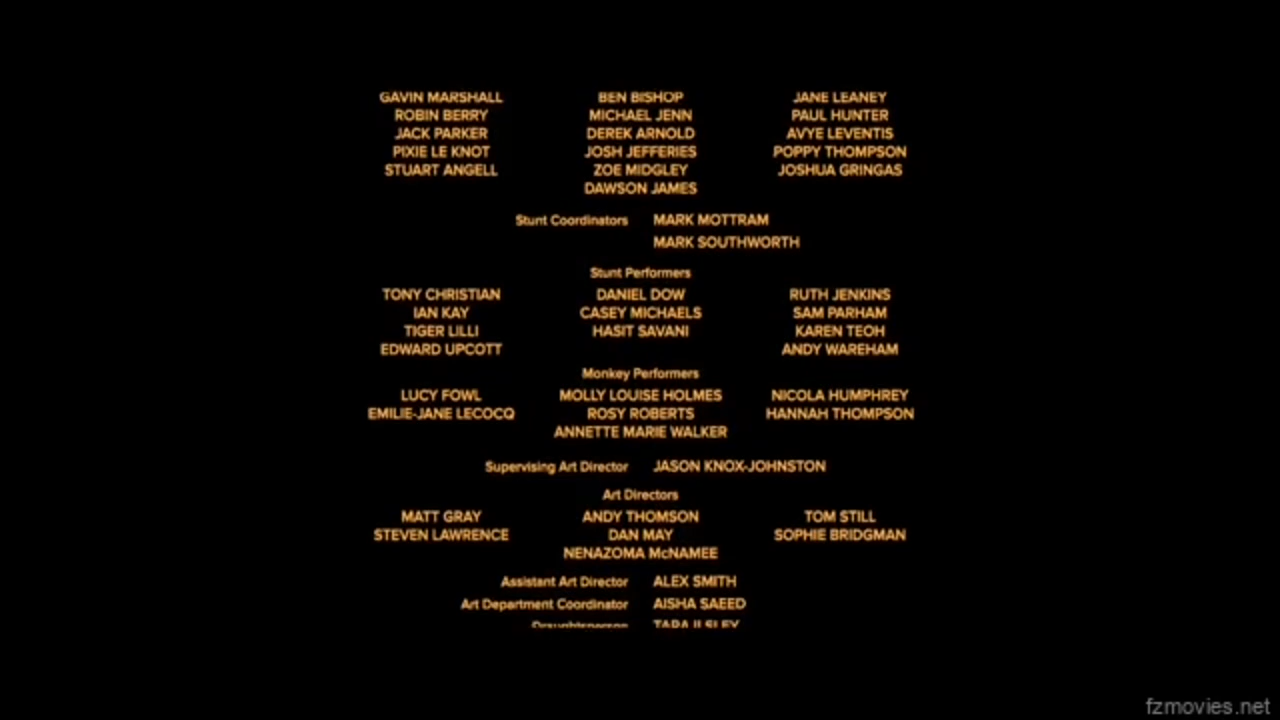 GAVIN MARSHALL BEN BISHOP JANE LEANEY
ROBIN BERRY MICHAEL JENN PAUL HUNTER
JACK PARKER DEREK ARNOLD AVYE LEVENTIS
PIXIE LE KNOT JOSH JEFFERIES POPPY THOMPSON
STUART ANGELL ZOE MIDGLEY JOSHUA GRINGAS
DAWSON JAMES
Stunt Coordinators MARK MOTTRAM
MARK SOUTHWORTH
Stunt Performers
TONY CHRISTIAN DANIEL DOW RUTH JENKINS
IAN KAY CASEY MICHAELS SAM PARHAM
TIGER LILLI HASIT SAVANI KAREN TEOH
EDWARD UPCOTT ANDY WAREHAM
Monkey Performers
LUCY FOWL MOLLY LOUISE HOLMES NICOLA HUMPHREY
EMILIE-JANE LECOCQ ROSY ROBERTS HANNAH THOMPSON
ANNETTE MARIE WALKER
Supervising Art Director JASON KNOX-JOHNSTON
Art Directors
MATT GRAY ANDY THOMSON TOM STILL
STEVEN LAWRENCE DAN MAY SOPHIE BRIDGMAN
NENAZOMA McNAMEE
Assistant Art Director ALEX SMITH
Art Department Coordinator AISHA SAEED
Draughtsperson TARA ILSLEY
fzmovies.net